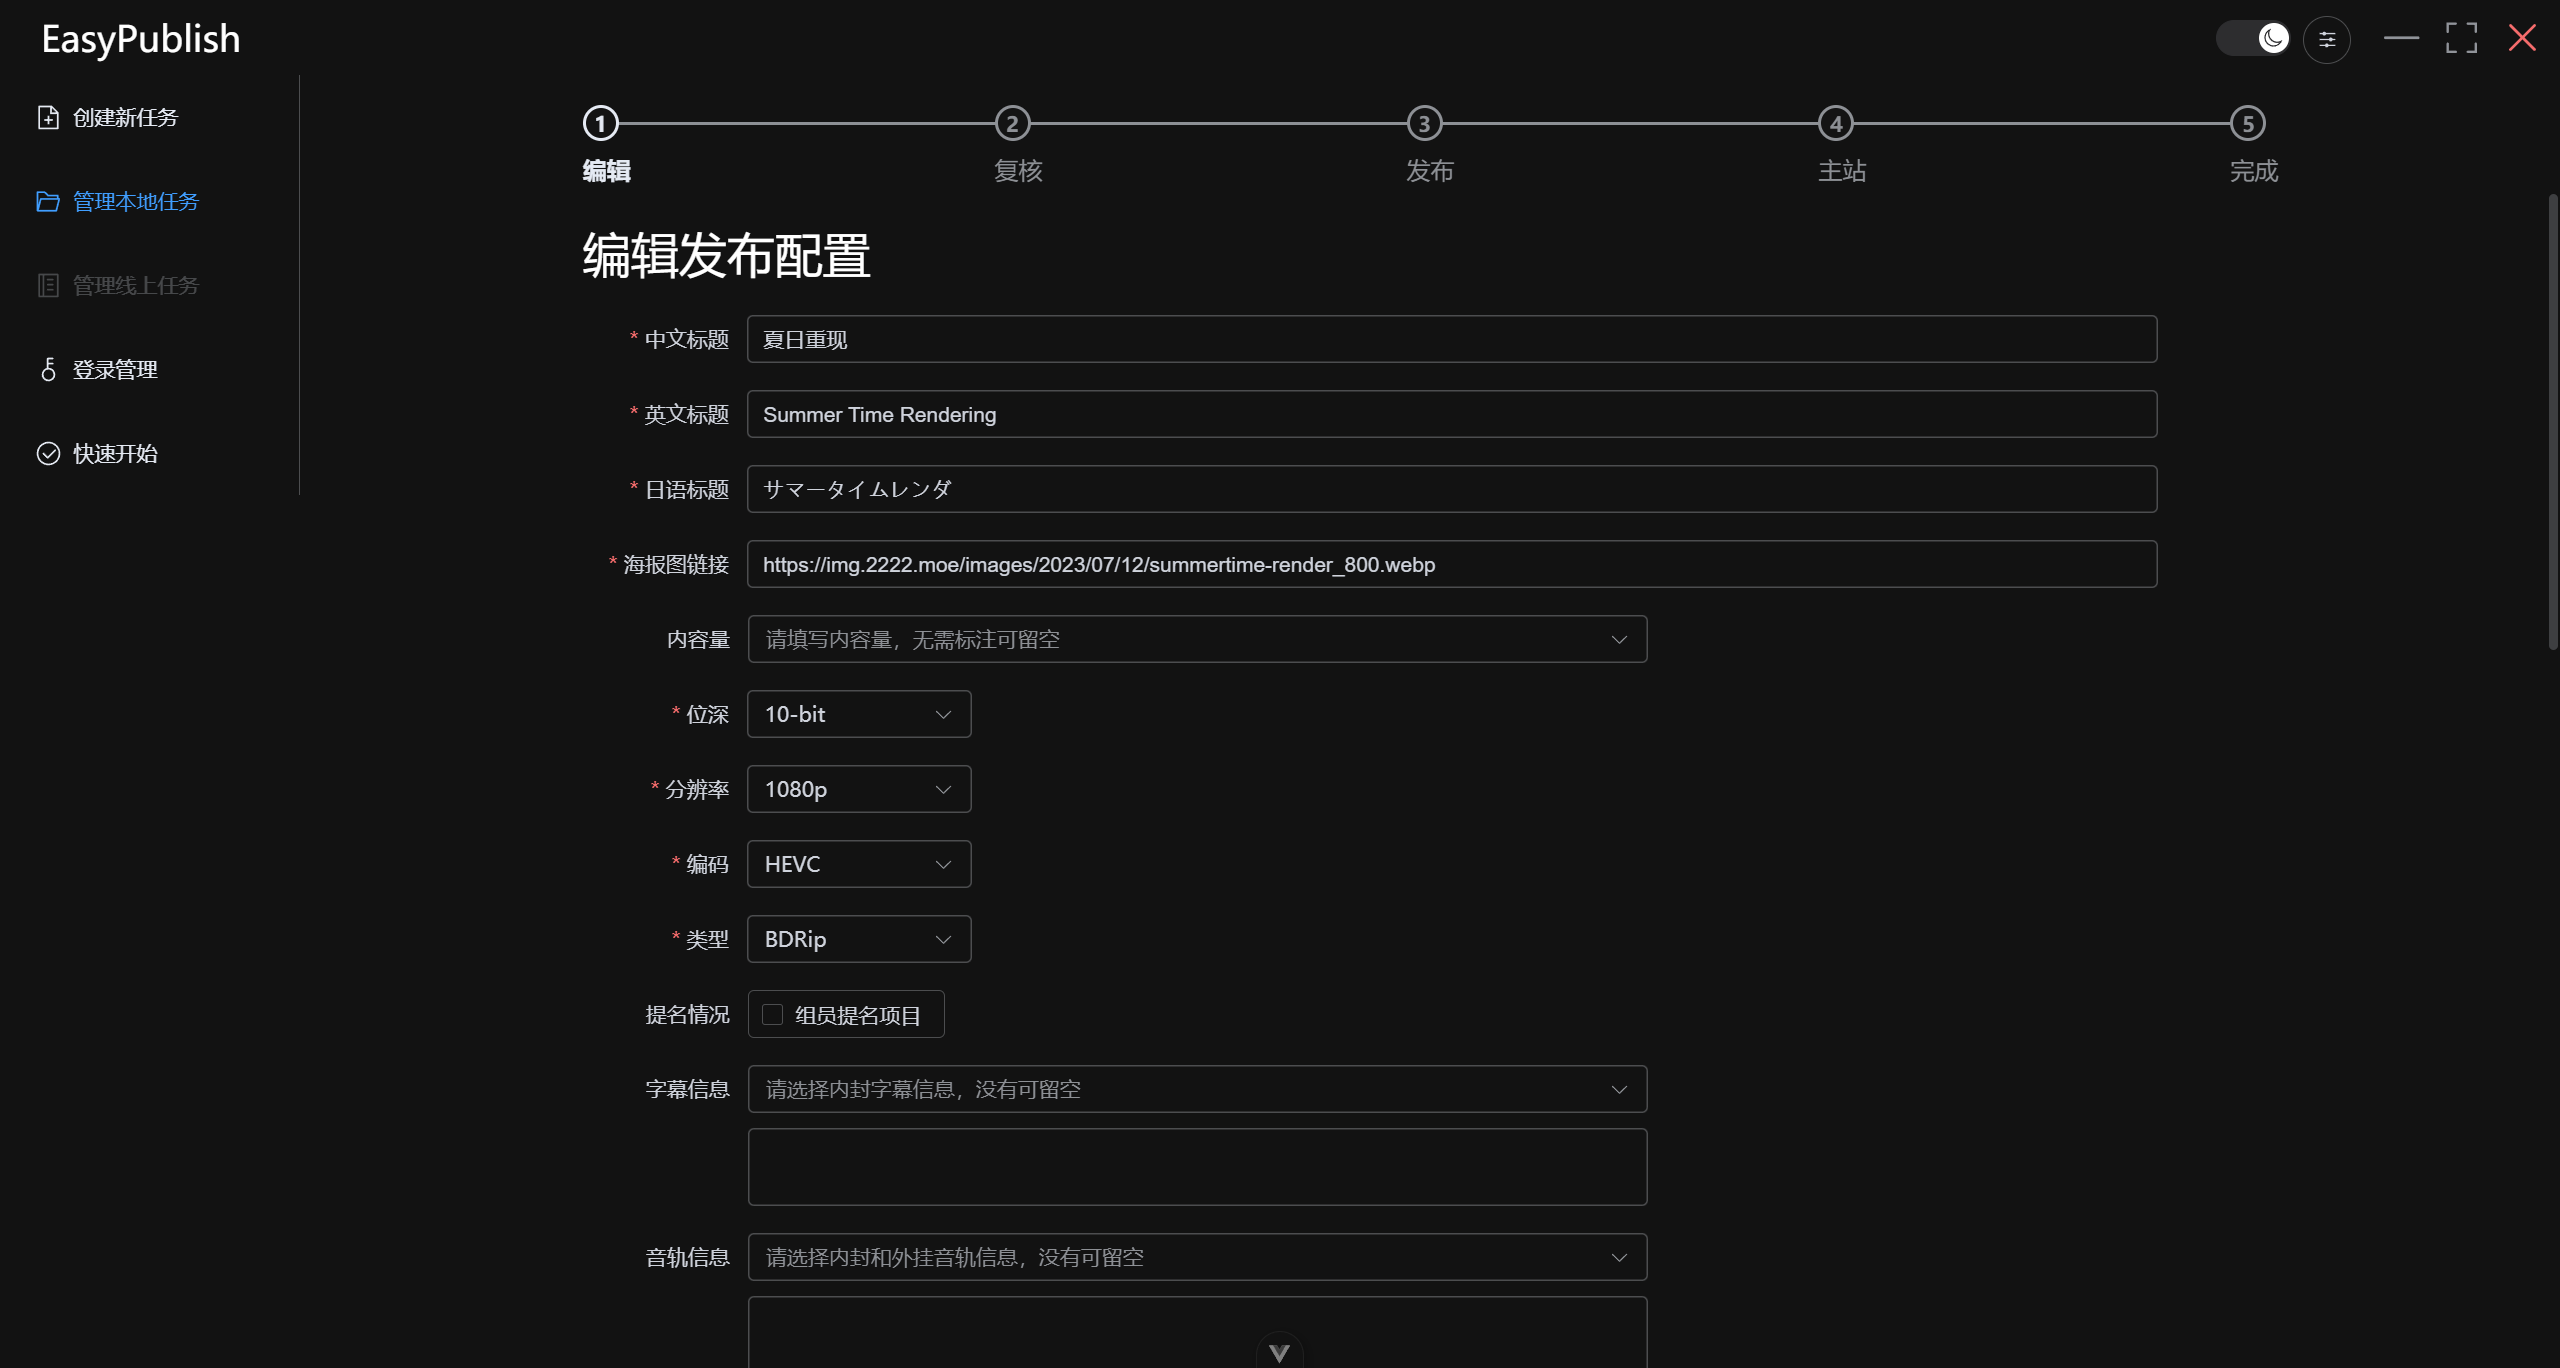 EasyPublish
创建新任务
管理本地任务
管理线上任务
登录管理
快速开始
1 2 3 4 5
编辑 复核 发布 主站 完成
编辑发布配置
* 中文标题 夏日重现
* 英文标题 Summer Time Rendering
* 日语标题 サマータイムレンダ
* 海报图链接 https://img.2222.moe/images/2023/07/12/summertime-render_800.webp
内容量 请填写内容量，无需标注可留空
* 位深 10-bit
* 分辨率 1080p
* 编码 HEVC
* 类型 BDRip
提名情况 组员提名项目
字幕信息 请选择内封字幕信息，没有可留空
音轨信息 请选择内封和外挂音轨信息，没有可留空